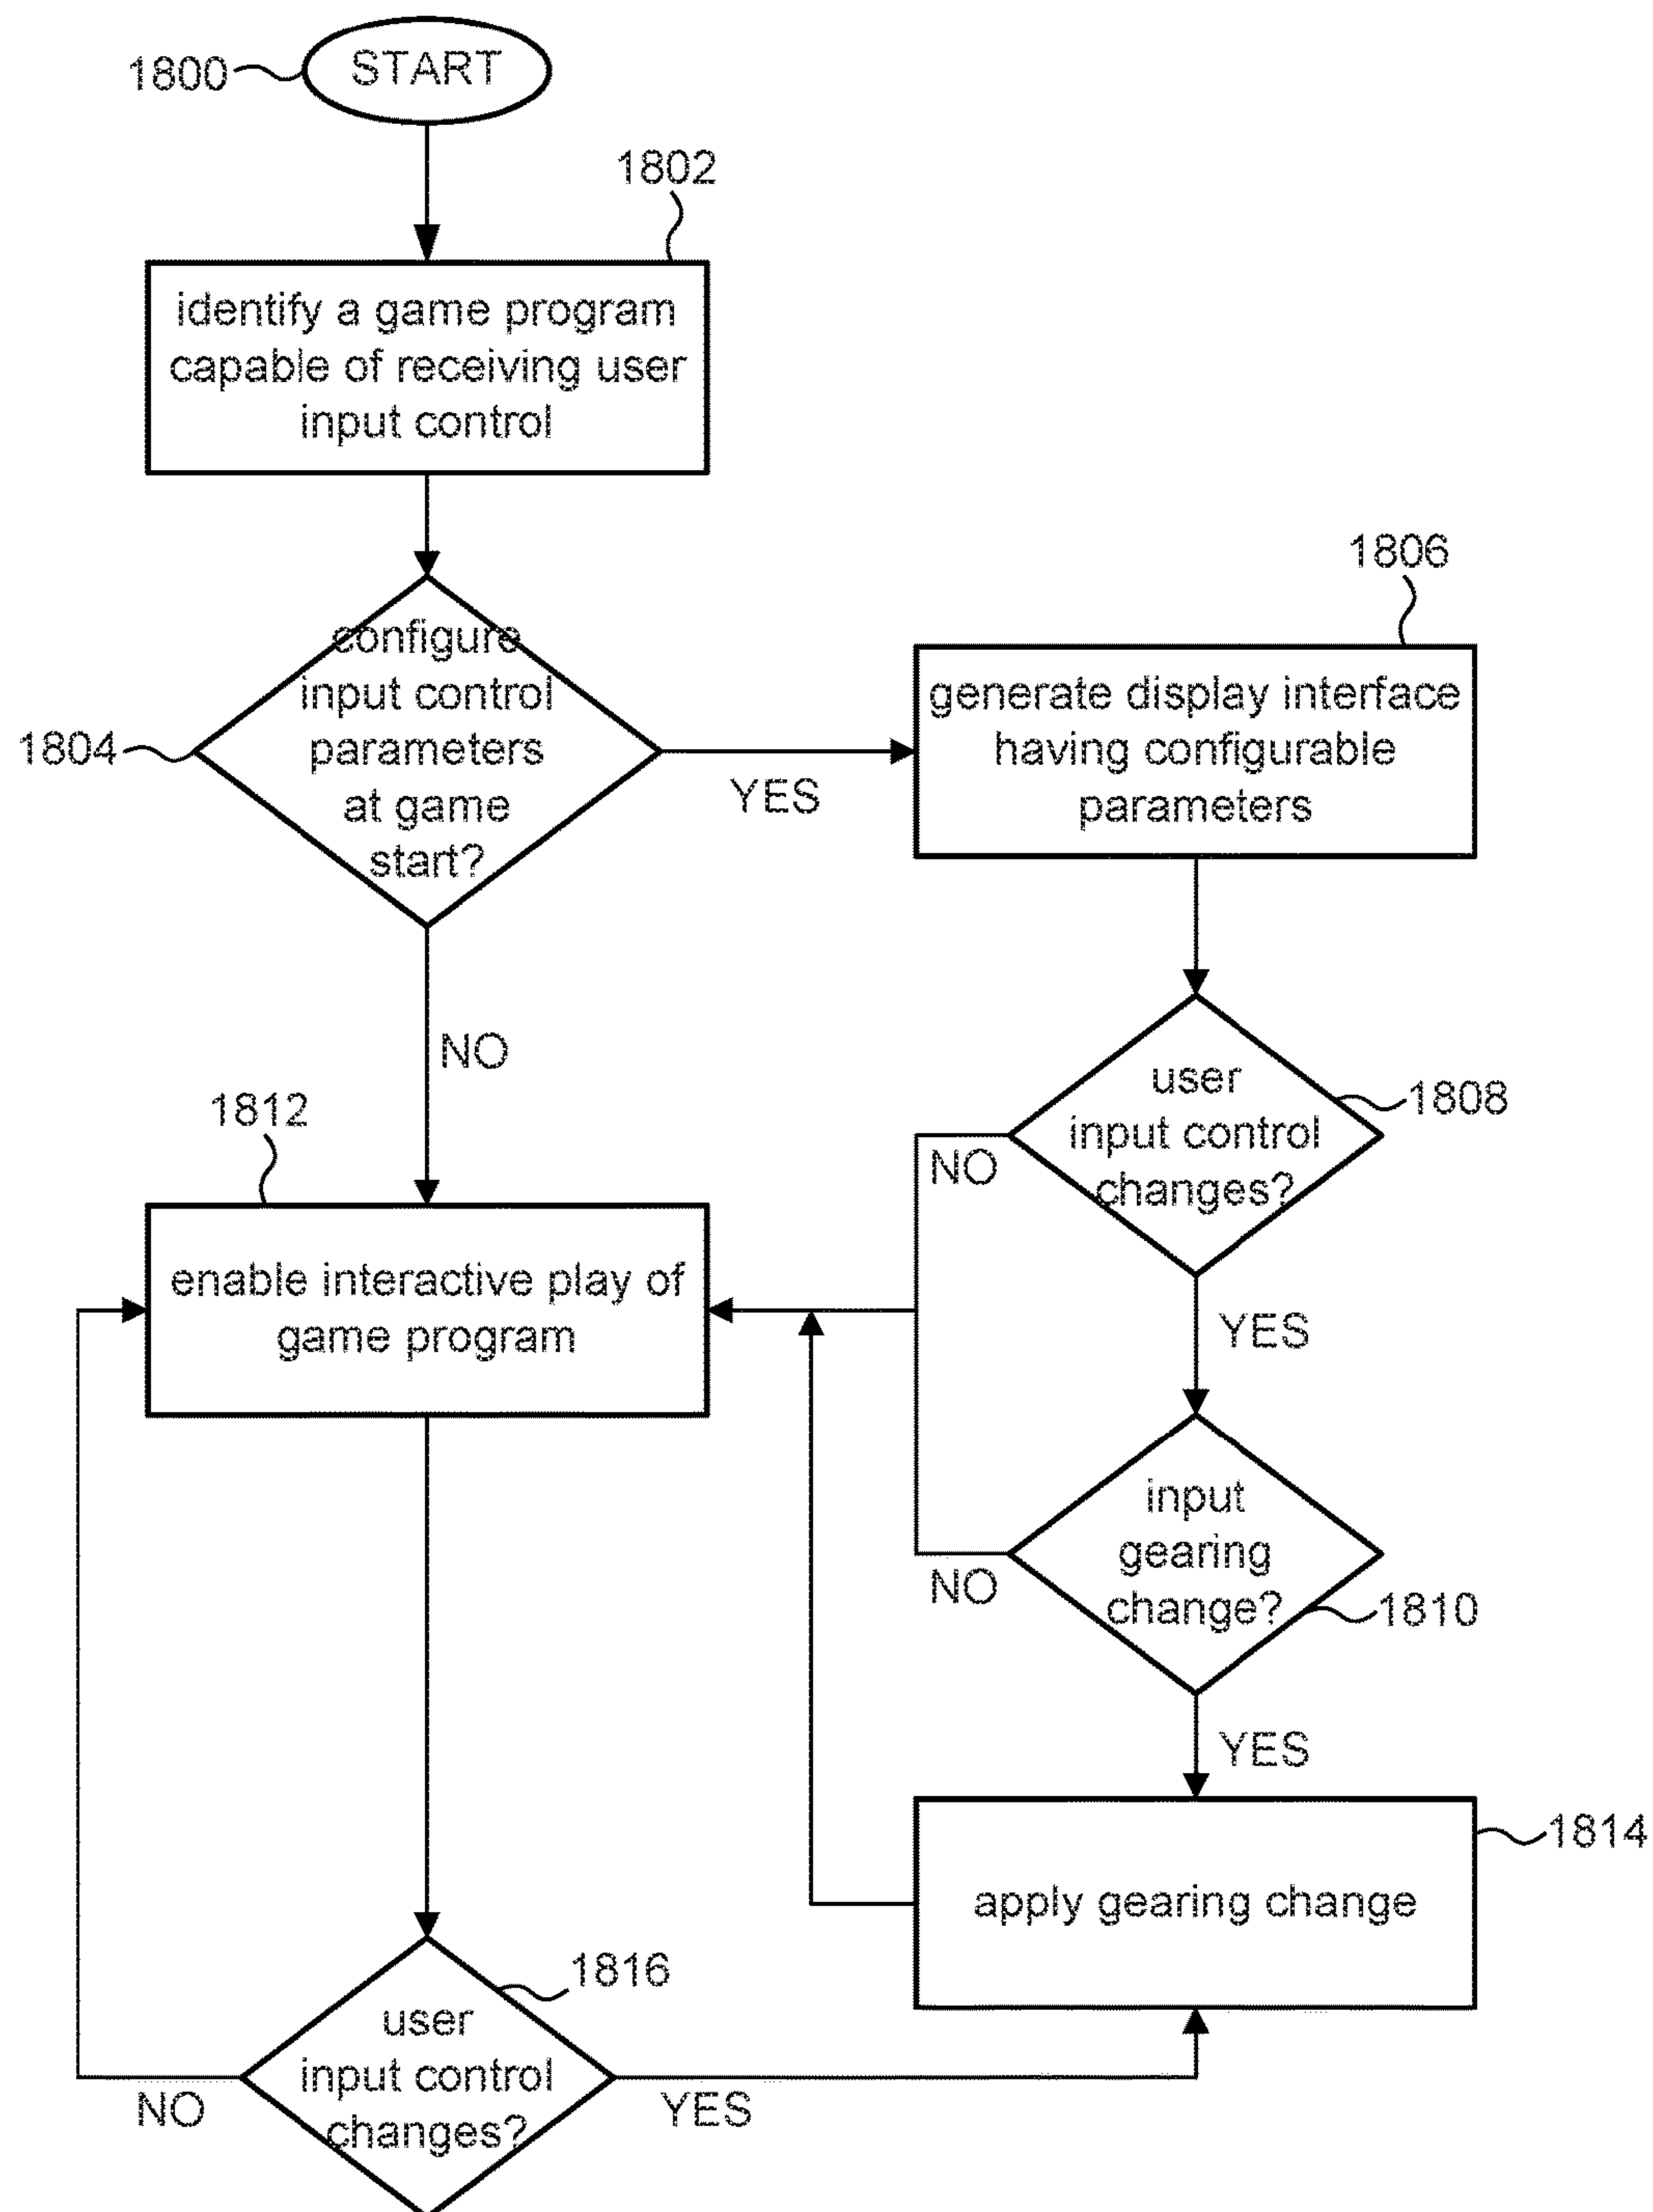 1800
START
1802
identify a game program
capable of receiving user
input control
1804
configure
input control
parameters
at game
start?
YES
NO
1806
generate display interface
having configurable
parameters
1808
user
input control
changes?
NO
YES
1812
enable interactive play of
game program
1810
input
gearing
change?
NO
YES
1814
apply gearing change
1816
user
input control
changes?
NO
YES